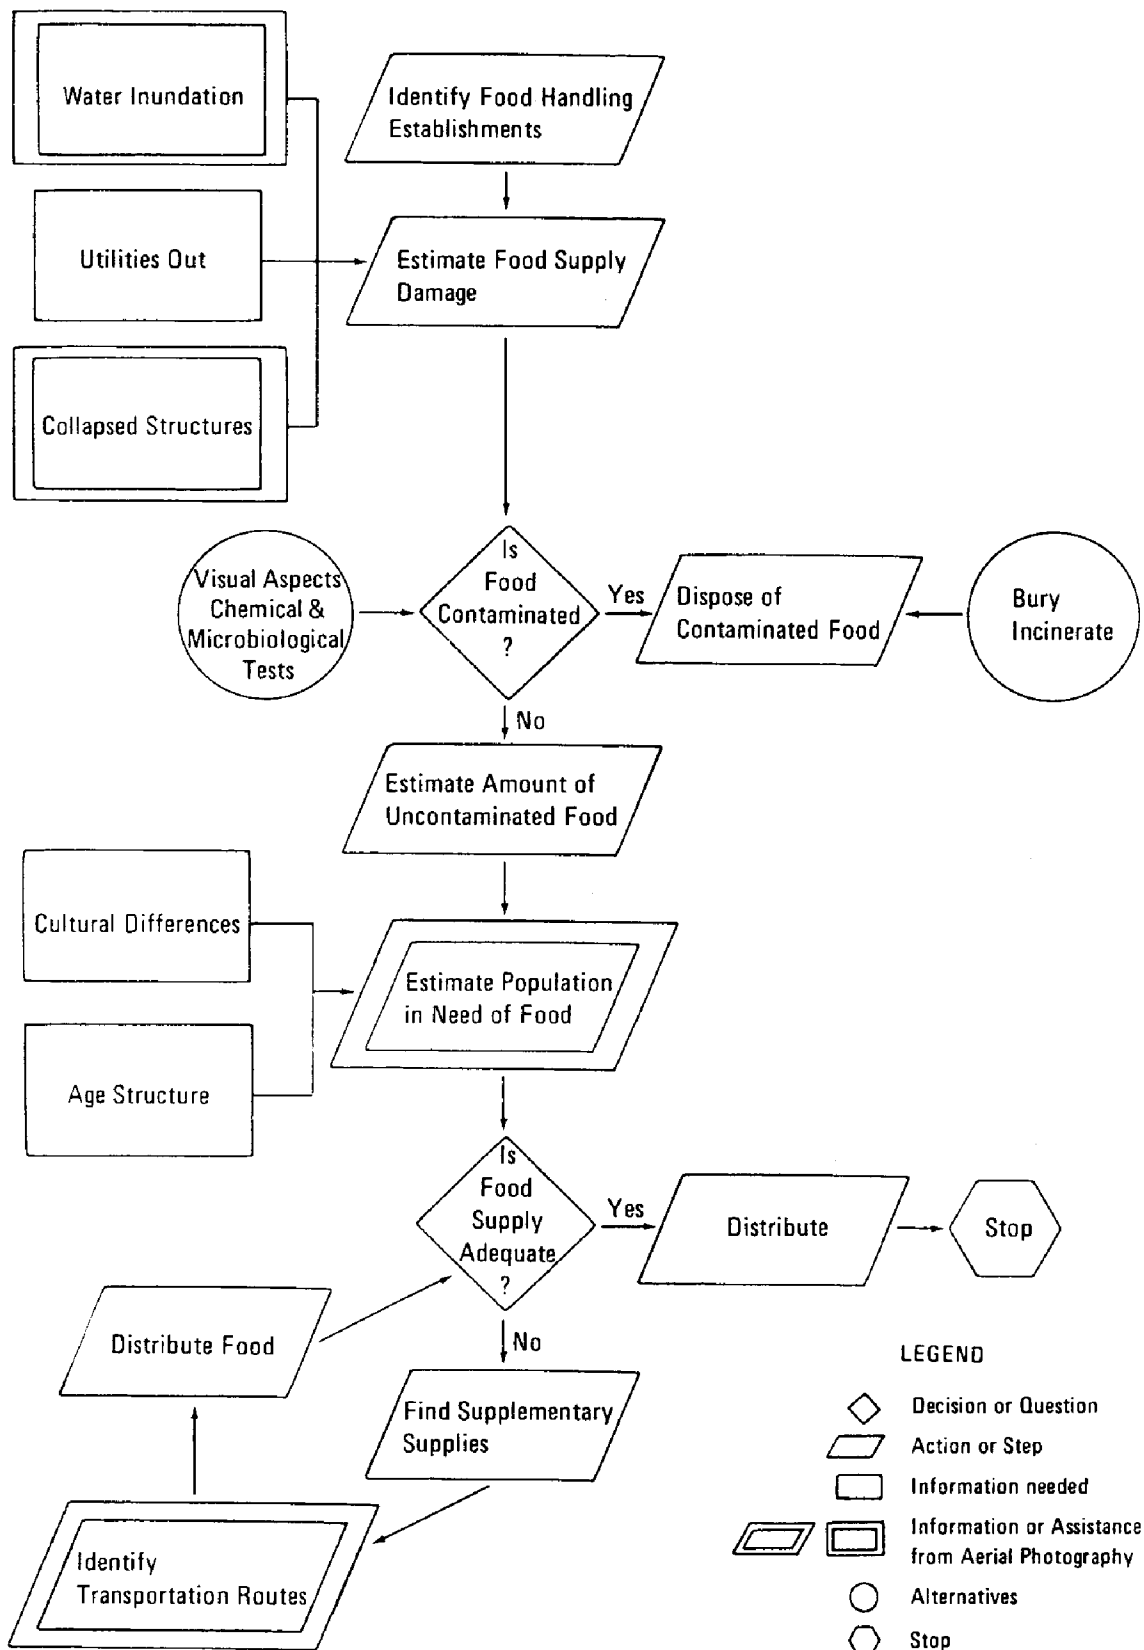 Water Inundation
Identify Food Handling
Establishments
Utilities Out
Estimate Food Supply
Damage
Collapsed Structures
Visual Aspects
Chemical &
Microbiological
Tests
Is
Food
Contaminated
?
Yes
Dispose of
Contaminated Food
Bury
Incinerate
No
Estimate Amount of
Uncontaminated Food
Cultural Differences
Estimate Population
in Need of Food
Age Structure
Is
Food
Supply
Adequate
?
Yes
Distribute
Stop
Distribute Food
No
Find Supplementary
Supplies
Identify
Transportation Routes
LEGEND
Decision or Question
Action or Step
Information needed
Information or Assistance
from Aerial Photography
Alternatives
Stop